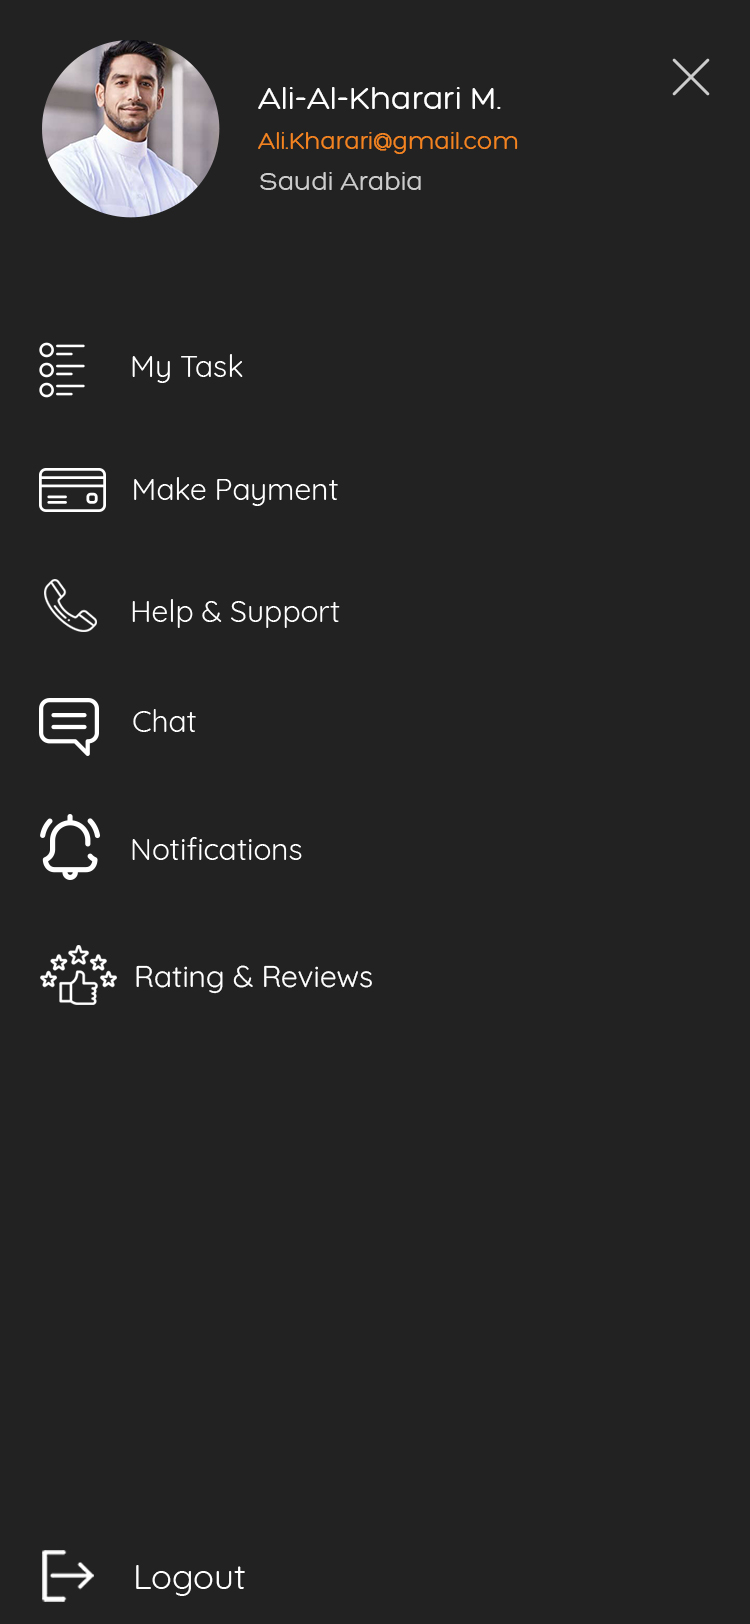 Ali-Al-Kharari M.
Ali.Kharari@gmail.com
Saudi Arabia
My Task
Make Payment
Help & Support
Chat
Notifications
Rating & Reviews
Logout